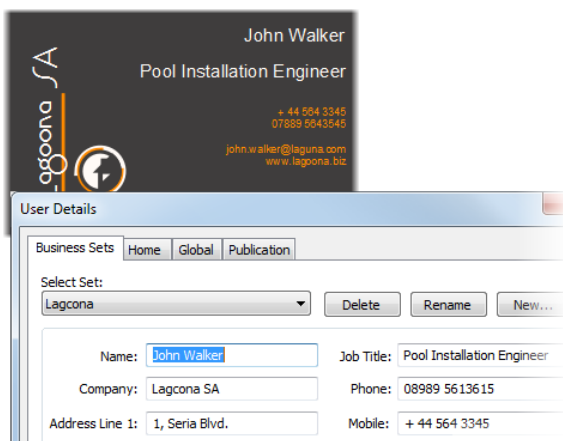 John Walker
Pool Installation Engineer
+ 44 564 3345
07889 5643545
john.walker@laguna.com
www.lagoona.biz
Lagoona SA
User Details
Business Sets Home Global Publication
Select Set:
Lagcona Delete Rename New...
Name: John Walker Job Title: Pool Installation Engineer
Company: Lagcona SA Phone: 08989 5613615
Address Line 1: 1, Seria Blvd. Mobile: + 44 564 3345